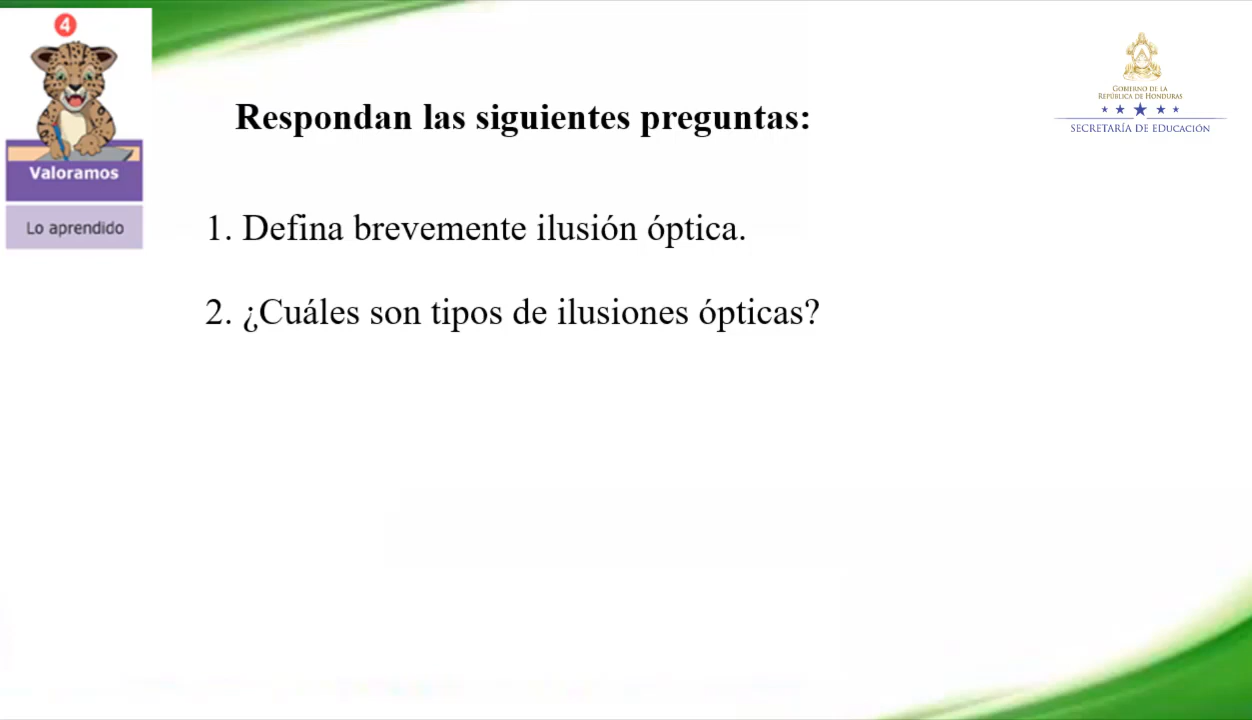 4
Valoramos
Lo aprendido
Respondan las siguientes preguntas:
GOBIERNO DE LA
REPÚBLICA DE HONDURAS
SECRETARÍA DE EDUCACIÓN
1. Defina brevemente ilusión óptica.
2. ¿Cuáles son tipos de ilusiones ópticas?